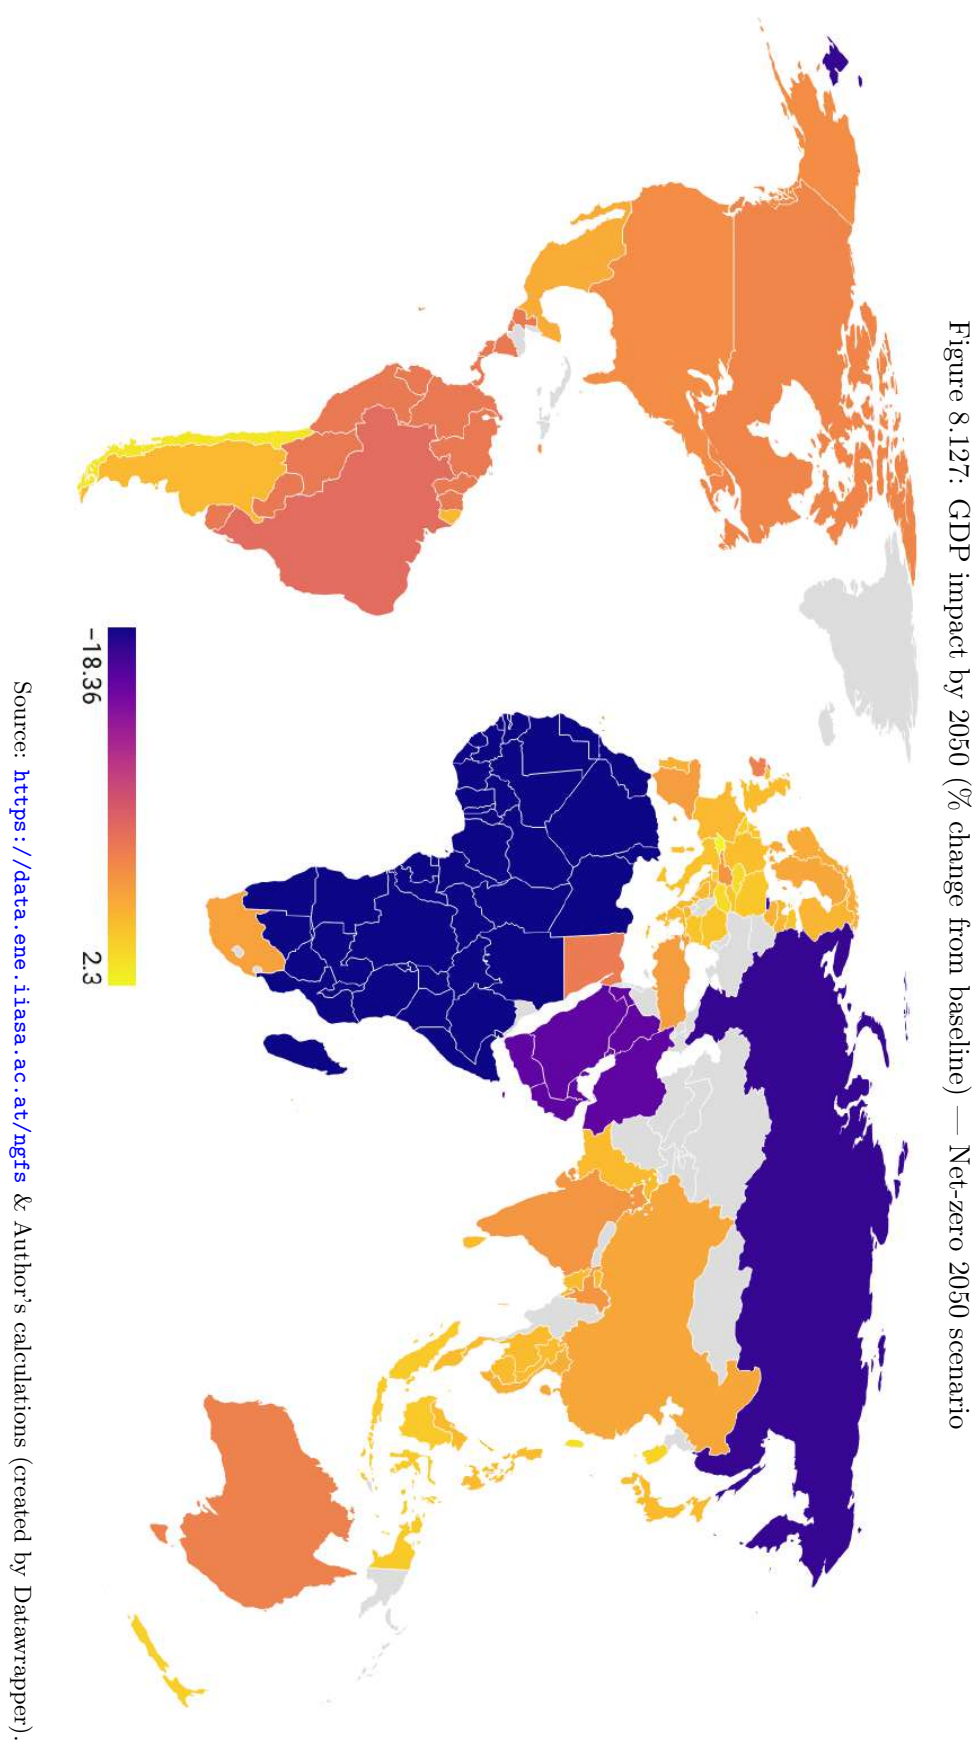 Figure 8.127: GDP impact by 2050 (% change from baseline) — Net-zero 2050 scenario
−18.36
2.3
Source: https://data.ene.iiasa.ac.at/ngfs & Author's calculations (created by Datawrapper).